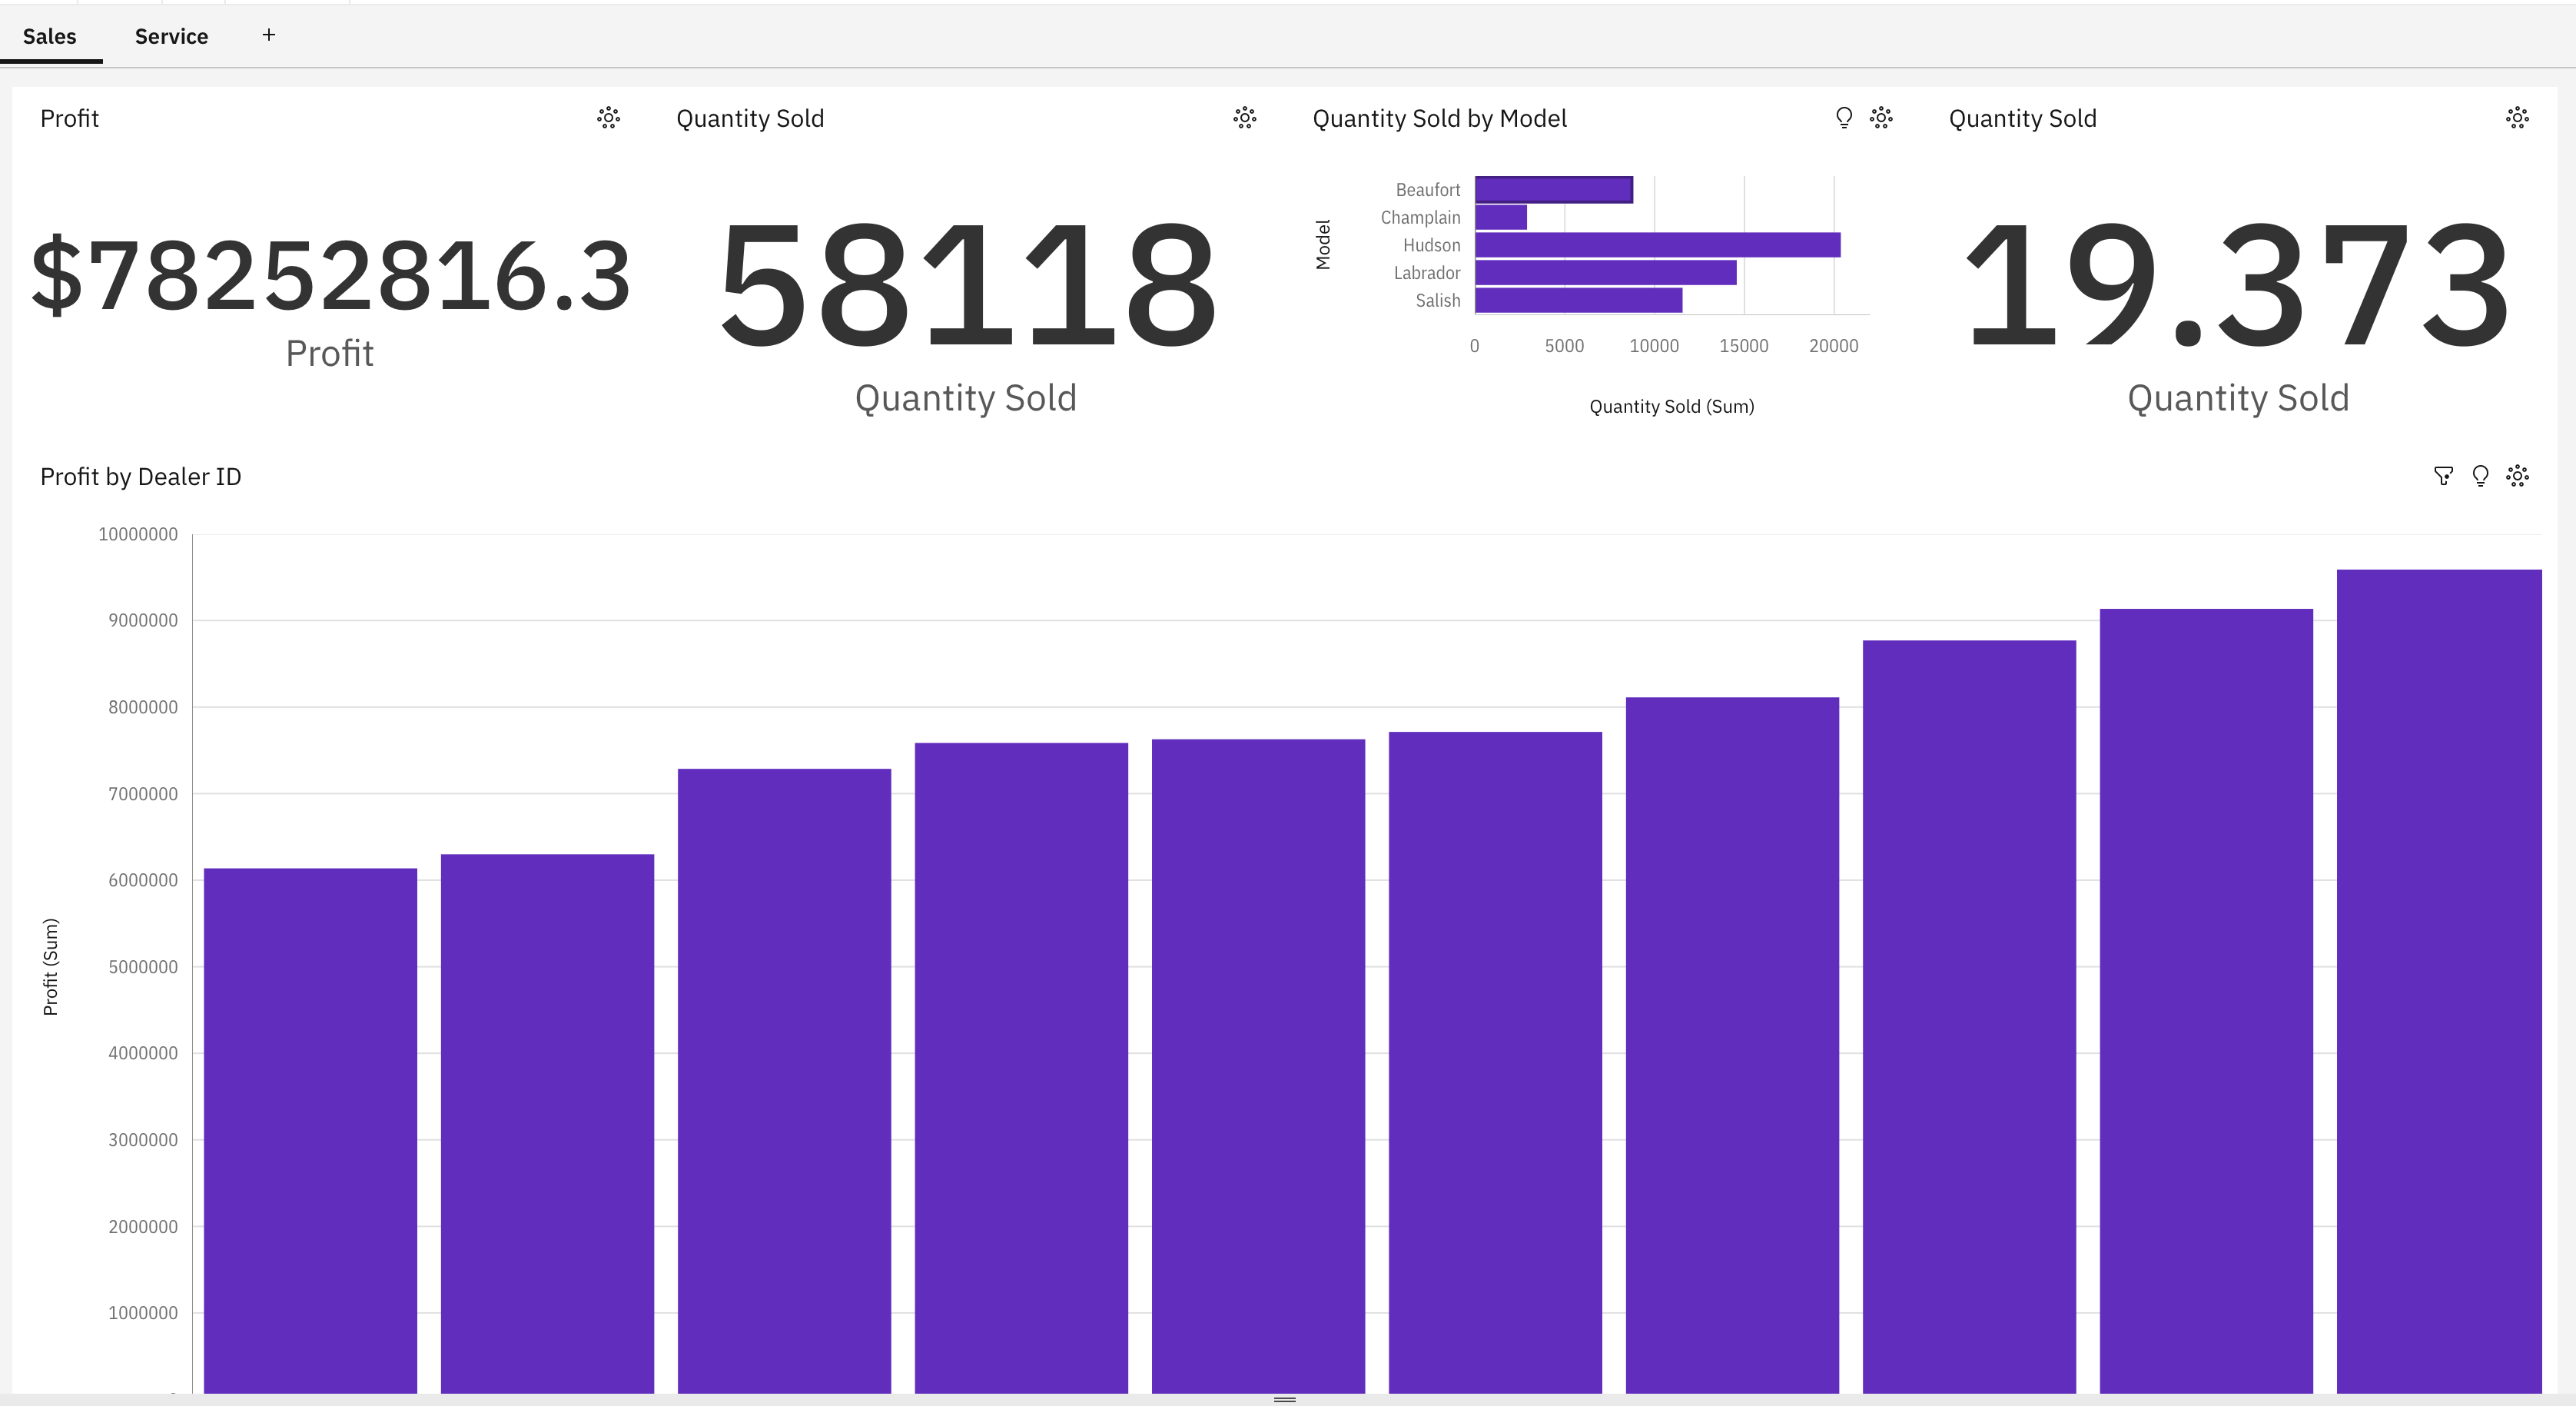 Sales Service +
Profit
$78252816.3
Profit
Quantity Sold
58118
Quantity Sold
Quantity Sold by Model
Model
Beaufort
Champlain
Hudson
Labrador
Salish
0 5000 10000 15000 20000
Quantity Sold (Sum)
Quantity Sold
19.373
Quantity Sold
Profit by Dealer ID
Profit (Sum)
10000000
9000000
8000000
7000000
6000000
5000000
4000000
3000000
2000000
1000000